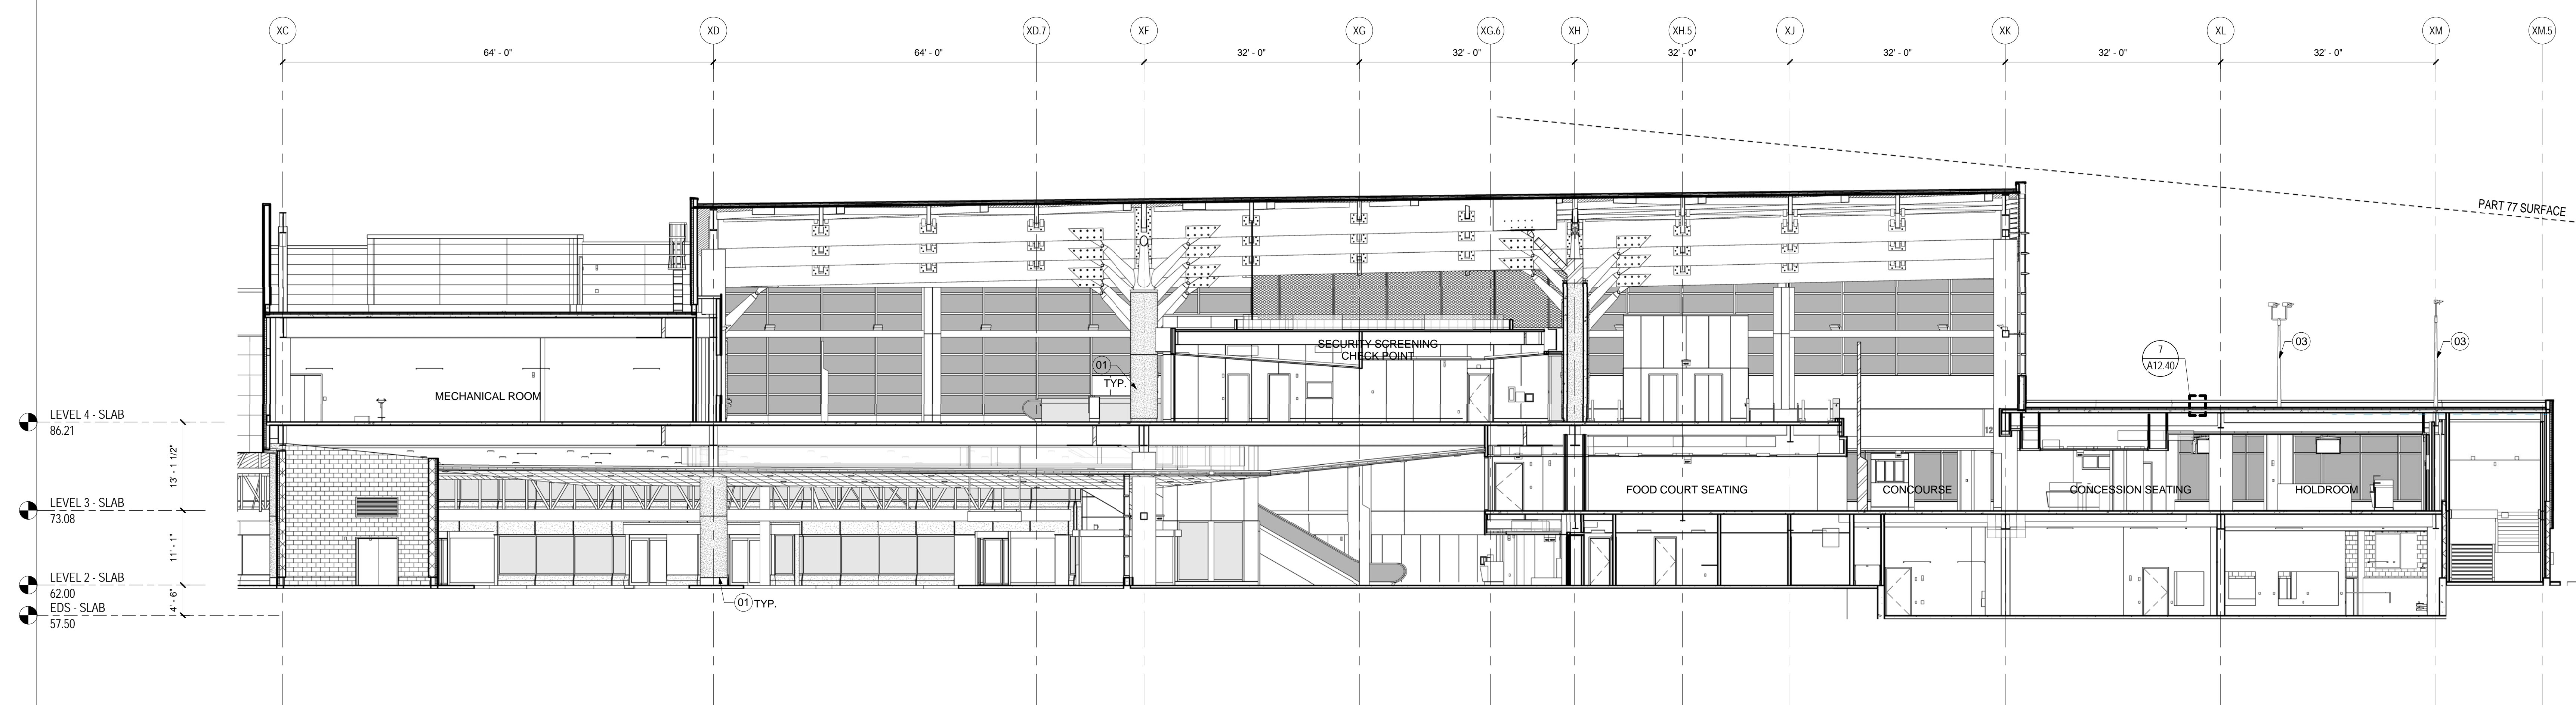 XC
XD
XD.7
XF
XG
XG.6
XH
XH.5
XJ
XK
XL
XM
XM.5
64' - 0"
64' - 0"
32' - 0"
32' - 0"
32' - 0"
32' - 0"
32' - 0"
32' - 0"
PART 77 SURFACE
SECURITY SCREENING
CHECK POINT
01
TYP.
03
03
7
A12.40
MECHANICAL ROOM
LEVEL 4 - SLAB
86.21
13' - 1 1/2"
FOOD COURT SEATING
CONCOURSE
CONCESSION SEATING
HOLDROOM
LEVEL 3 - SLAB
73.08
11' - 1"
LEVEL 2 - SLAB
62.00
4' - 6"
EDS - SLAB
57.50
01
TYP.